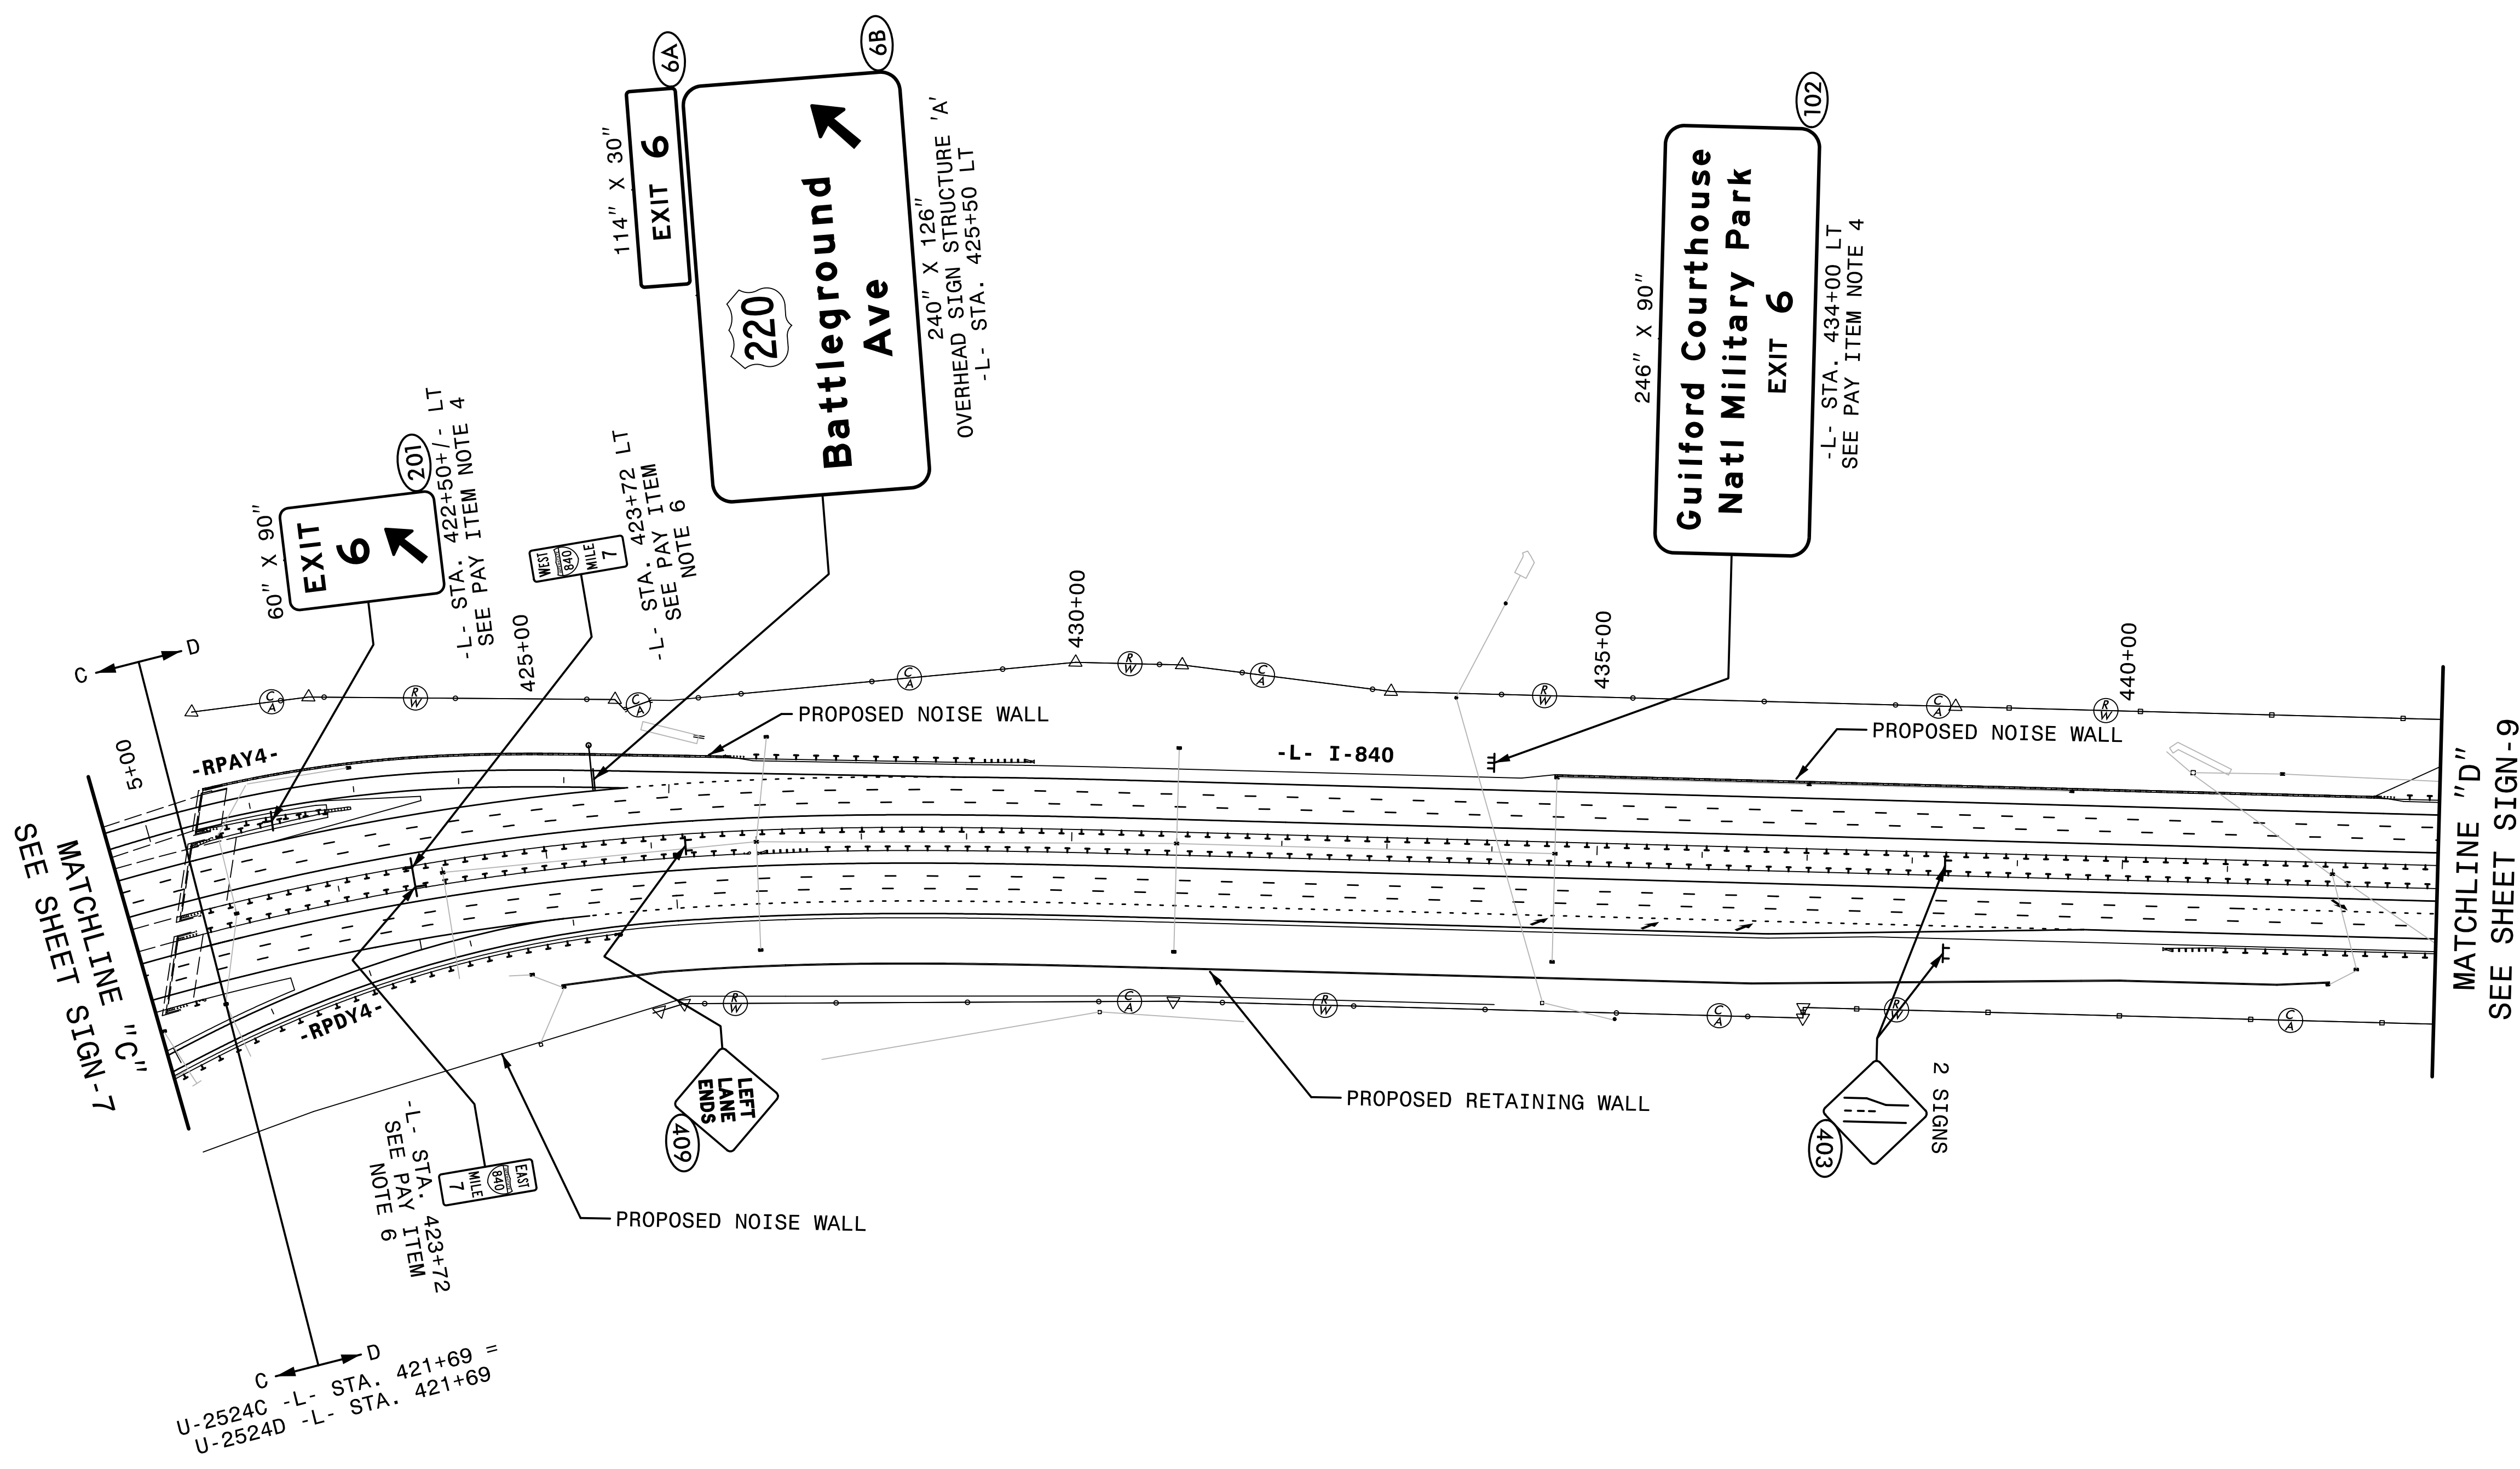 6A
6B
114" X 30"
EXIT 6
220
Battleground
Ave
240" X 126"
OVERHEAD SIGN STRUCTURE 'A'
-L- STA. 425+50 LT
102
246" X 90"
Guilford Courthouse
Natl Military Park
EXIT 6
-L- STA. 434+00 LT
SEE PAY ITEM NOTE 4
201
60" X 90"
EXIT
6
-L- STA. 422+50+/- LT
SEE PAY ITEM NOTE 4
WEST
840
MILE
7
-L- STA. 423+72 LT
SEE PAY ITEM
NOTE 6
C
D
425+00
430+00
435+00
440+00
C
A
R
W
C
A
C
A
R
W
C
A
R
W
C
A
R
W
5+00
-RPAY4-
PROPOSED NOISE WALL
-L- I-840
PROPOSED NOISE WALL
MATCHLINE "C"
SEE SHEET SIGN-7
MATCHLINE "D"
SEE SHEET SIGN-9
-RPDY4-
R
W
C
A
R
W
C
A
R
W
C
A
LEFT
LANE
ENDS
409
PROPOSED RETAINING WALL
2 SIGNS
403
EAST
840
MILE
7
-L- STA. 423+72
SEE PAY ITEM
NOTE 6
PROPOSED NOISE WALL
C
D
U-2524C -L- STA. 421+69 =
U-2524D -L- STA. 421+69